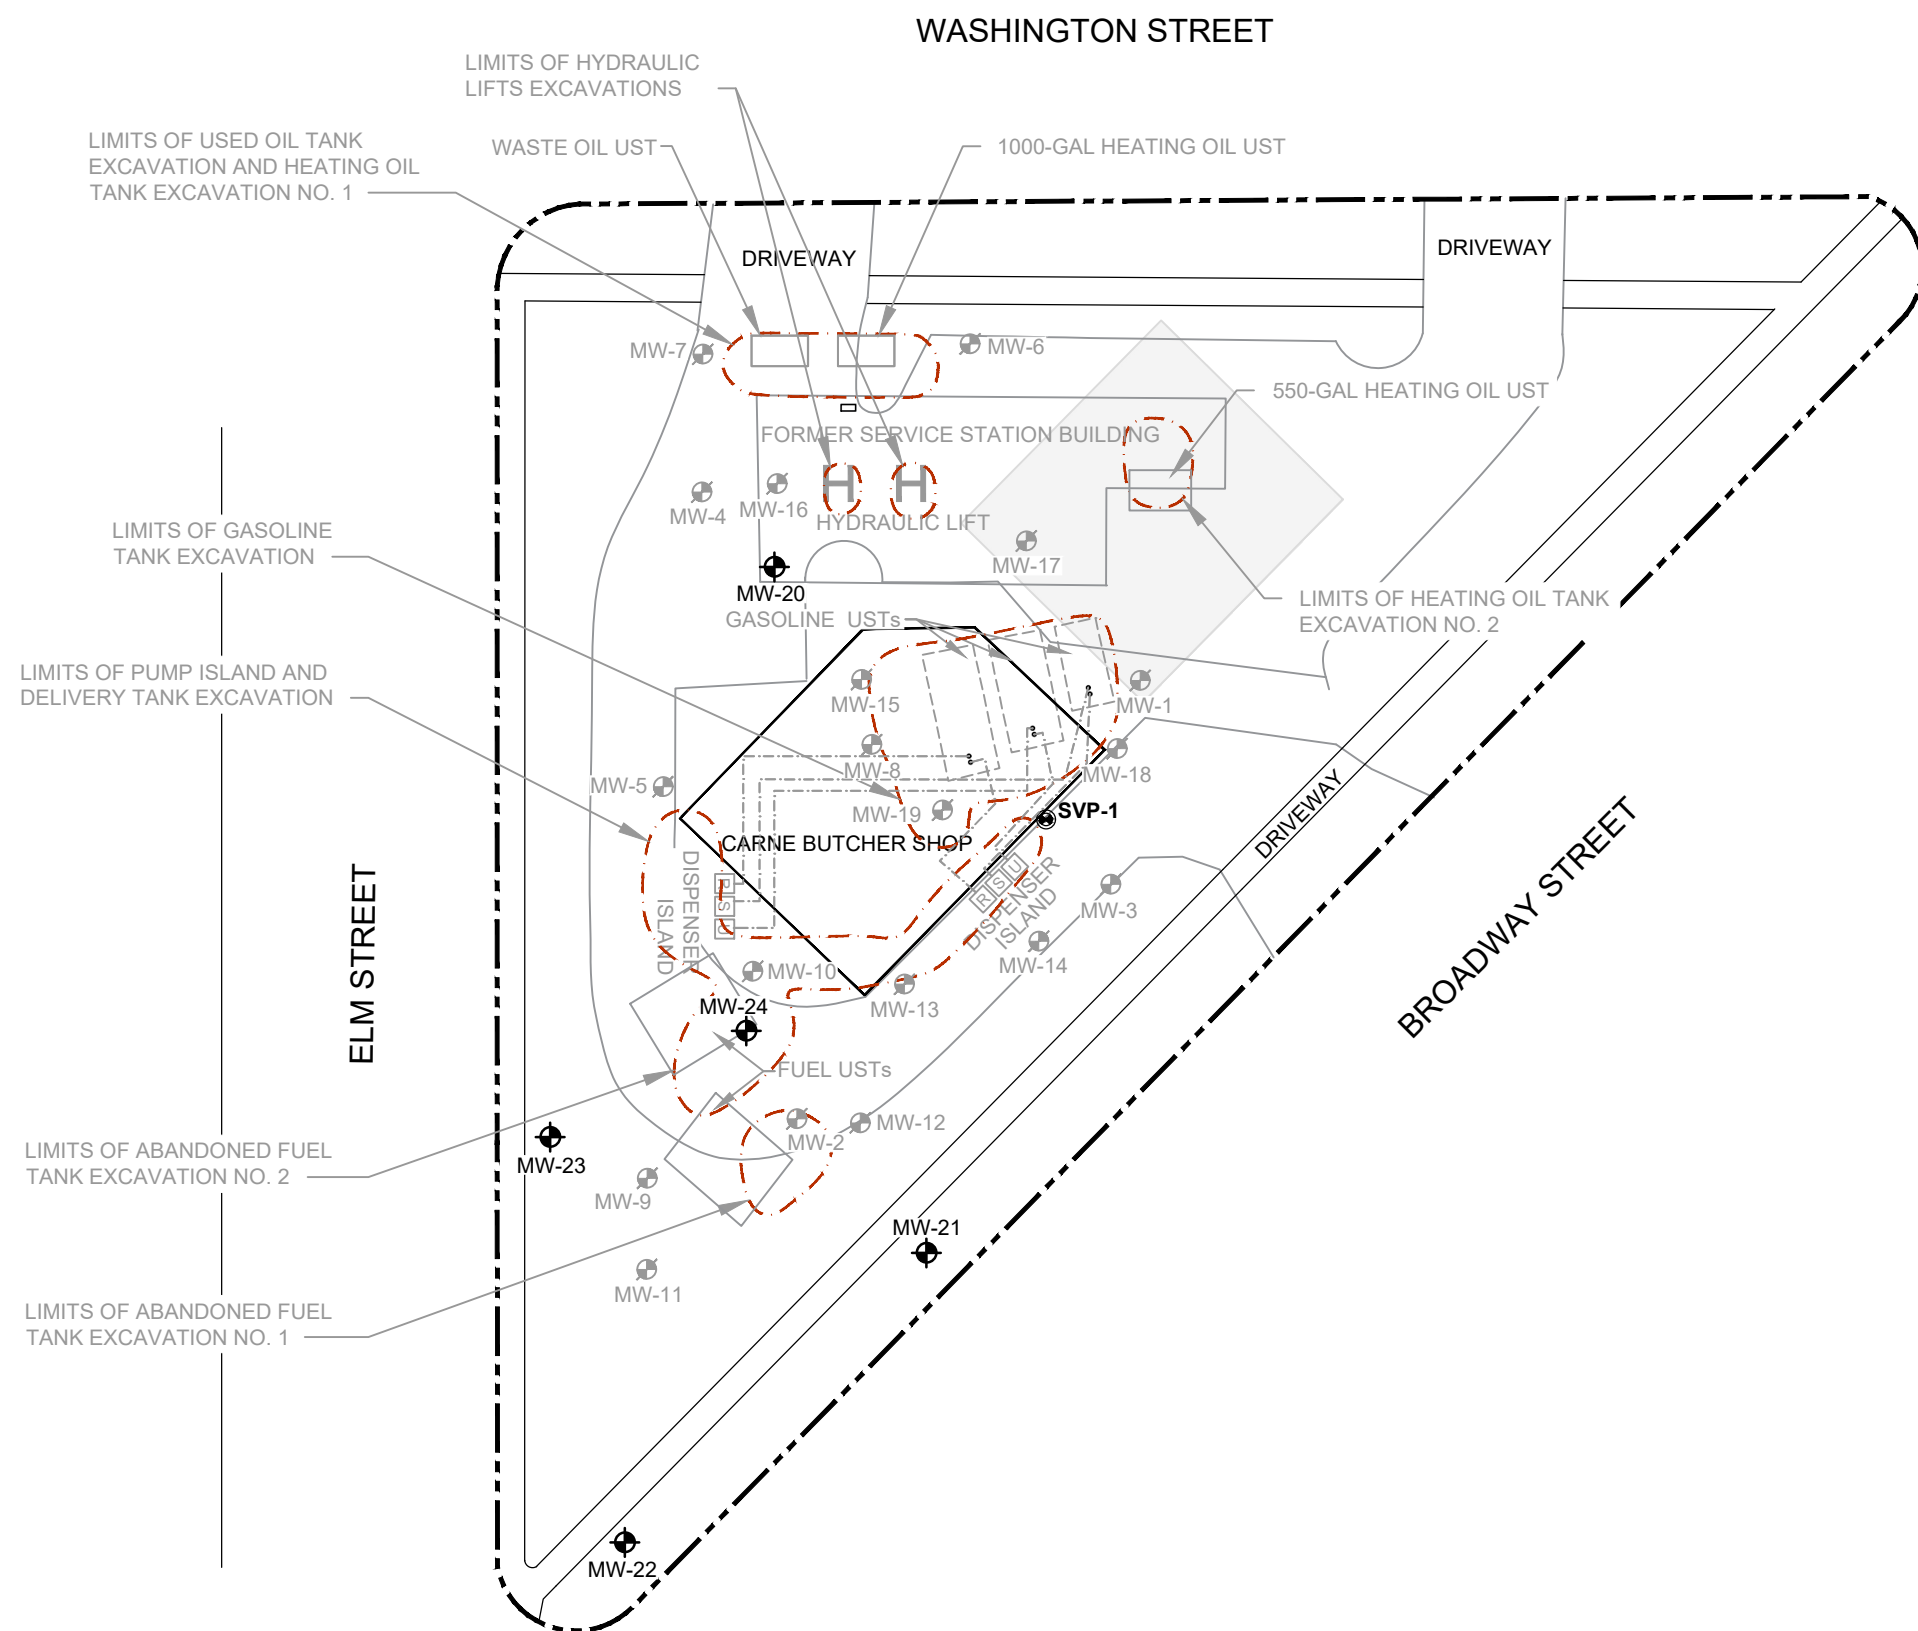 WASHINGTON STREET
LIMITS OF HYDRAULIC
LIFTS EXCAVATIONS
LIMITS OF USED OIL TANK
EXCAVATION AND HEATING OIL
TANK EXCAVATION NO. 1
WASTE OIL UST
1000-GAL HEATING OIL UST
DRIVEWAY
DRIVEWAY
MW-7
MW-6
550-GAL HEATING OIL UST
FORMER SERVICE STATION BUILDING
MW-4
MW-16
HYDRAULIC LIFT
LIMITS OF GASOLINE
TANK EXCAVATION
MW-17
MW-20
LIMITS OF HEATING OIL TANK
EXCAVATION NO. 2
GASOLINE USTs
LIMITS OF PUMP ISLAND AND
DELIVERY TANK EXCAVATION
MW-15
MW-1
MW-8
MW-18
MW-5
MW-19
SVP-1
DRIVEWAY
CARNE BUTCHER SHOP
DISPENSER
ISLAND
R
S
U
R
S
U
DISPENSER
ISLAND
MW-3
MW-14
ELM STREET
BROADWAY STREET
MW-10
MW-13
MW-24
FUEL USTs
MW-2
MW-12
LIMITS OF ABANDONED FUEL
TANK EXCAVATION NO. 2
MW-23
MW-9
MW-21
MW-11
LIMITS OF ABANDONED FUEL
TANK EXCAVATION NO. 1
MW-22